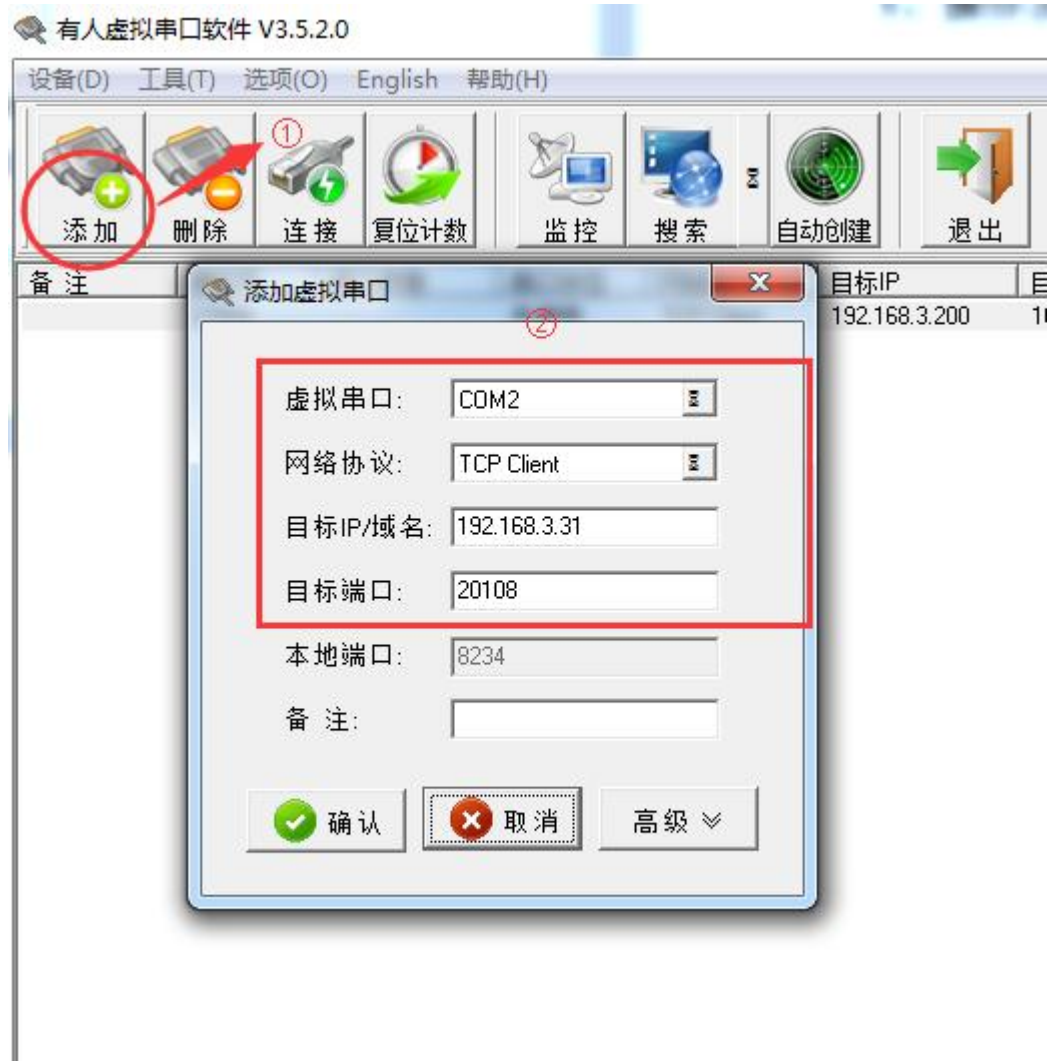 有人虚拟串口软件 V3.5.2.0
设备(D) 工具(T) 选项(O) English 帮助(H)
①
添加 删除 连接 复位计数 监控 搜索 自动创建 退出
备 注 目标IP 目
192.168.3.200
添加虚拟串口
②
虚拟串口: COM2
网络协议: TCP Client
目标IP/域名: 192.168.3.31
目标端口: 20108
本地端口: 8234
备 注:
确认 取消 高级